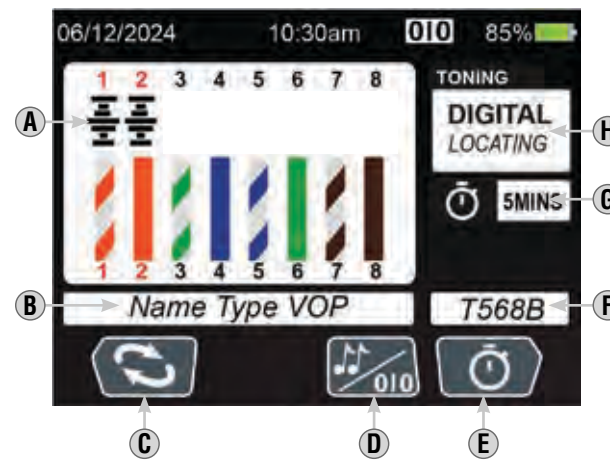 06/12/2024 10:30am 010 85%
1 2 3 4 5 6 7 8
TONING
A
DIGITAL
LOCATING
H
5MINS
G
1 2 3 4 5 6 7 8
B
Name Type VOP
T568B
F
010
C
D
E